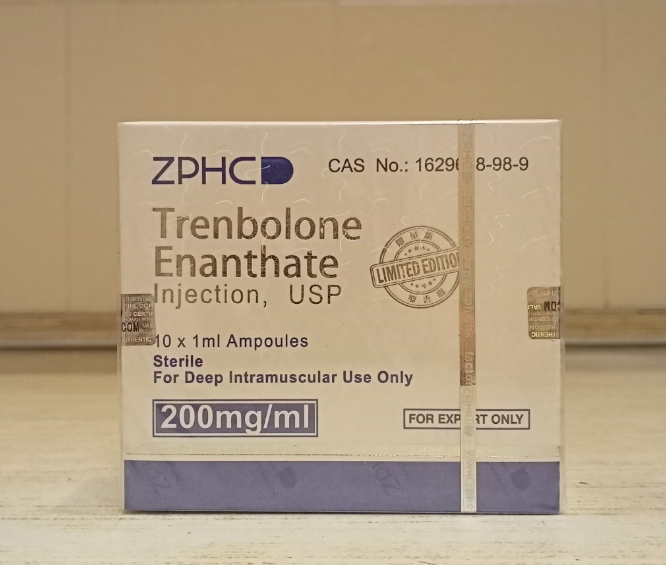 ZPHC
CAS No.: 1629 8-98-9
Trenbolone
Enanthate
LIMITED EDITIO
Injection, USP
10 x 1ml Ampoules
Sterile
For Deep Intramuscular Use Only
200mg/ml
FOR EXP RT ONLY